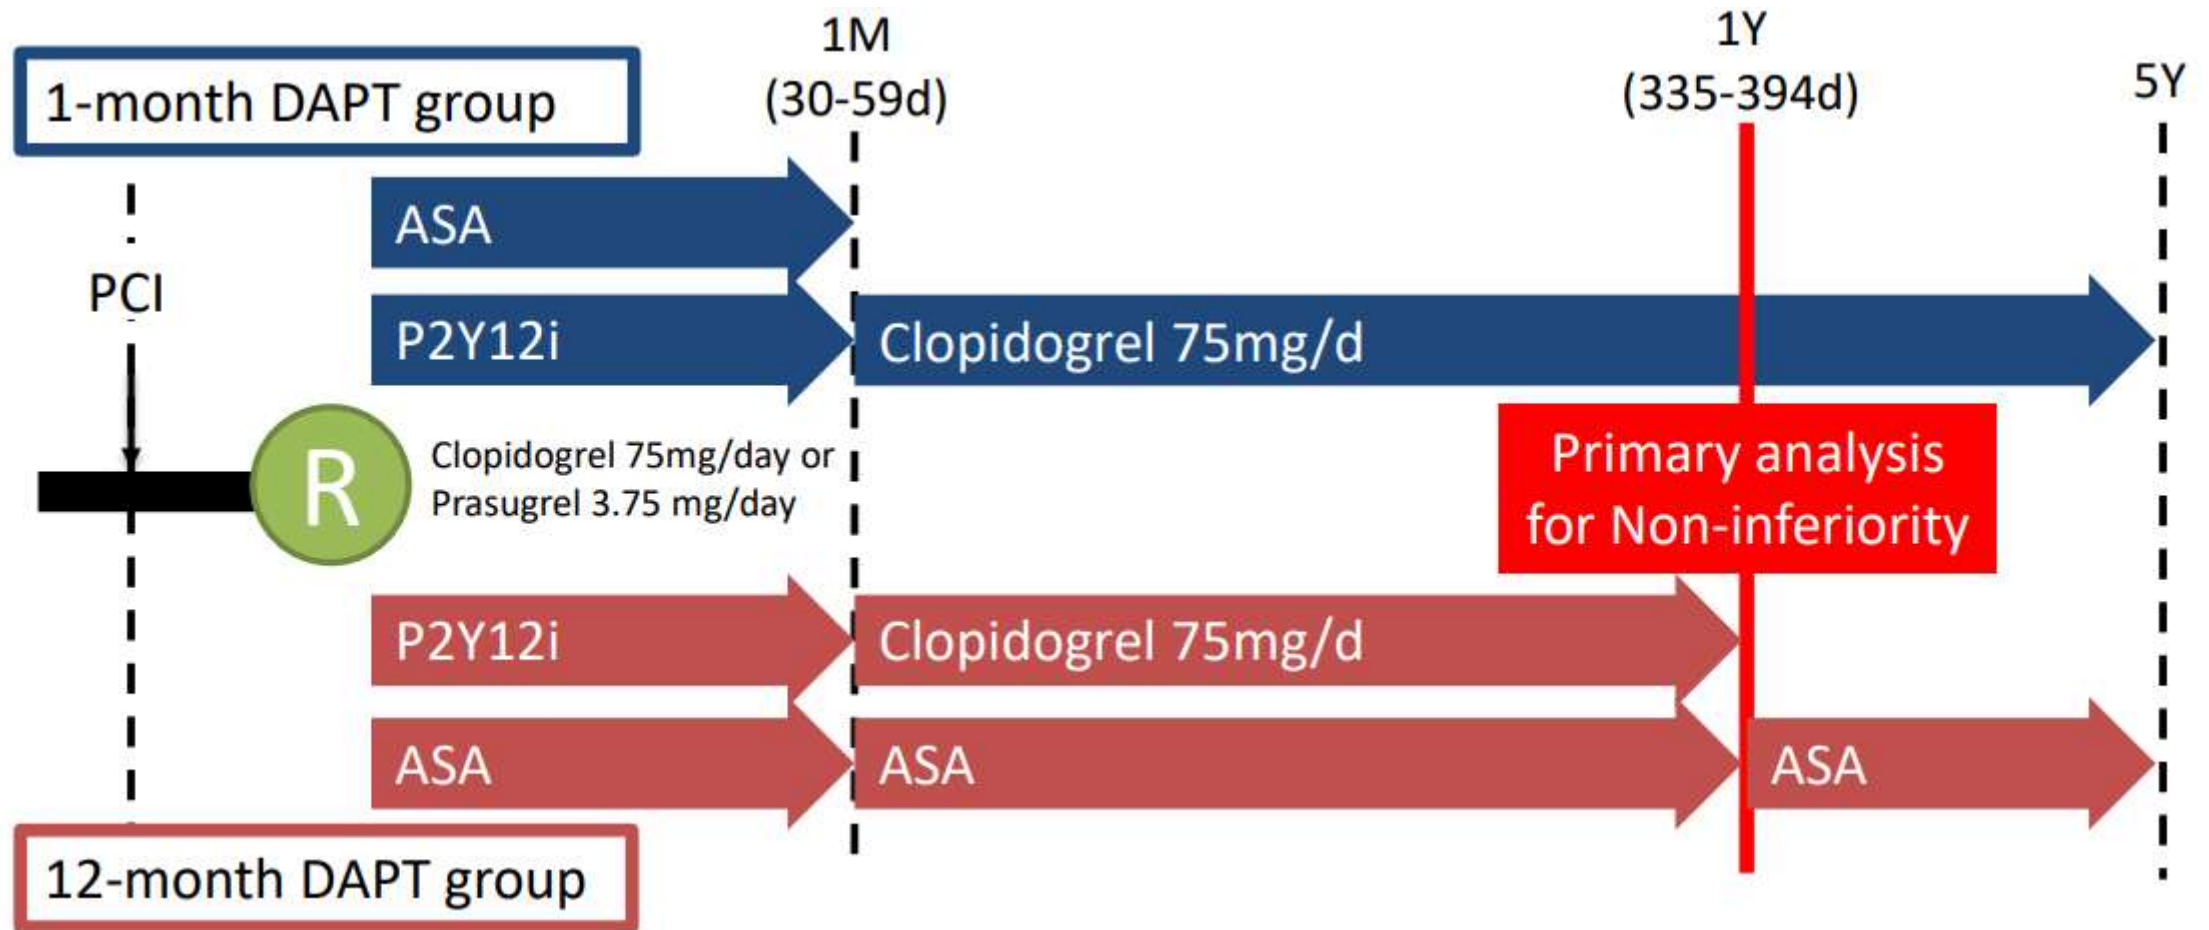 1-month DAPT group
1M
(30-59d)
1Y
(335-394d)
5Y
ASA
PCI
P2Y12i
Clopidogrel 75mg/d
R
Clopidogrel 75mg/day or
Prasugrel 3.75 mg/day
Primary analysis
for Non-inferiority
P2Y12i
Clopidogrel 75mg/d
ASA
ASA
ASA
12-month DAPT group